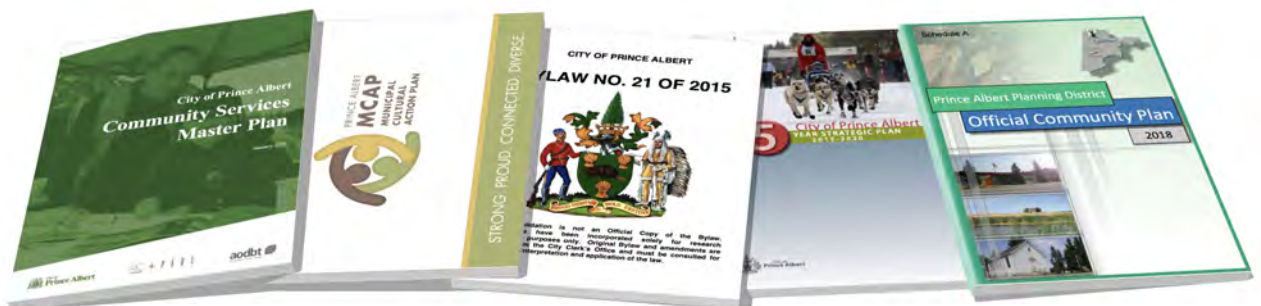 City of Prince Albert
Community Services
Master Plan
aodbt
Prince Albert
PRINCE ALBERT
MCAP
MUNICIPAL
CULTURAL
ACTION PLAN
STRONG. PROUD. CONNECTED. DIVERSE.
CITY OF PRINCE ALBERT
YLAW NO. 21 OF 2015
idation is not an Official Copy of the Bylaw.
have been incorporated solely for research
purposes only. Original Bylaw and amendments are
the City Clerk's Office and must be consulted for
interpretation and application of the law.
5
City of Prince Albert
YEAR STRATEGIC PLAN
Prince Albert
Schedule A
Prince Albert Planning District
Official Community Plan
2018